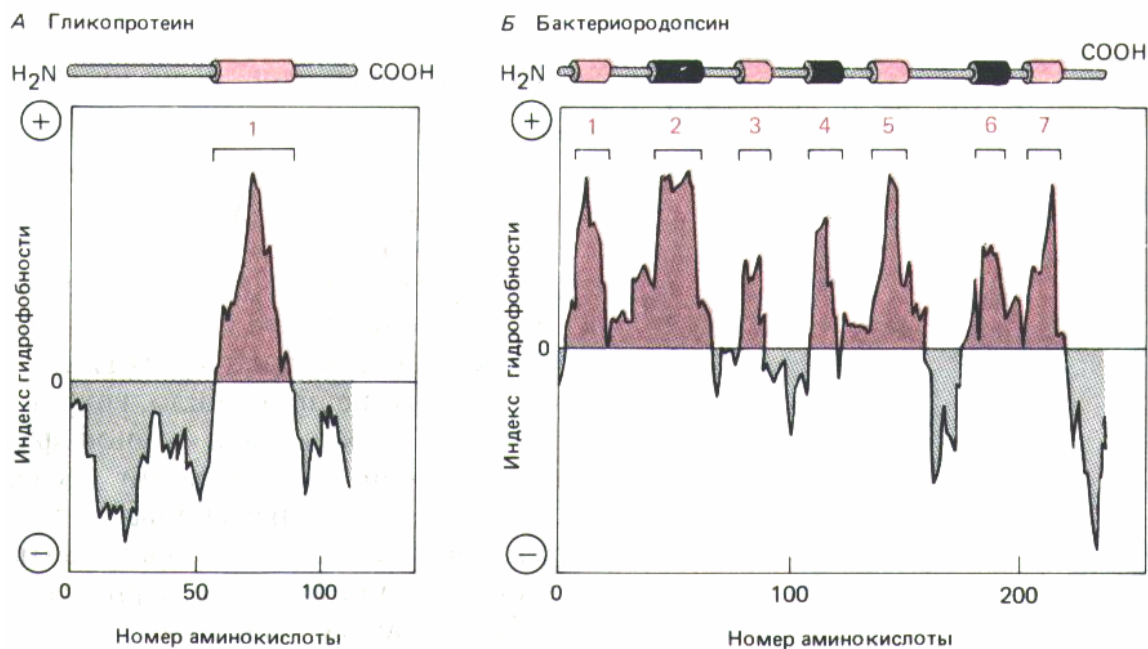 А Гликопротеин
H₂N
COOH
+
1
Индекс гидрофобности
0
−
0 50 100
Номер аминокислоты
Б Бактериородопсин
H₂N
COOH
+
1 2 3 4 5 6 7
Индекс гидрофобности
0
−
0 100 200
Номер аминокислоты